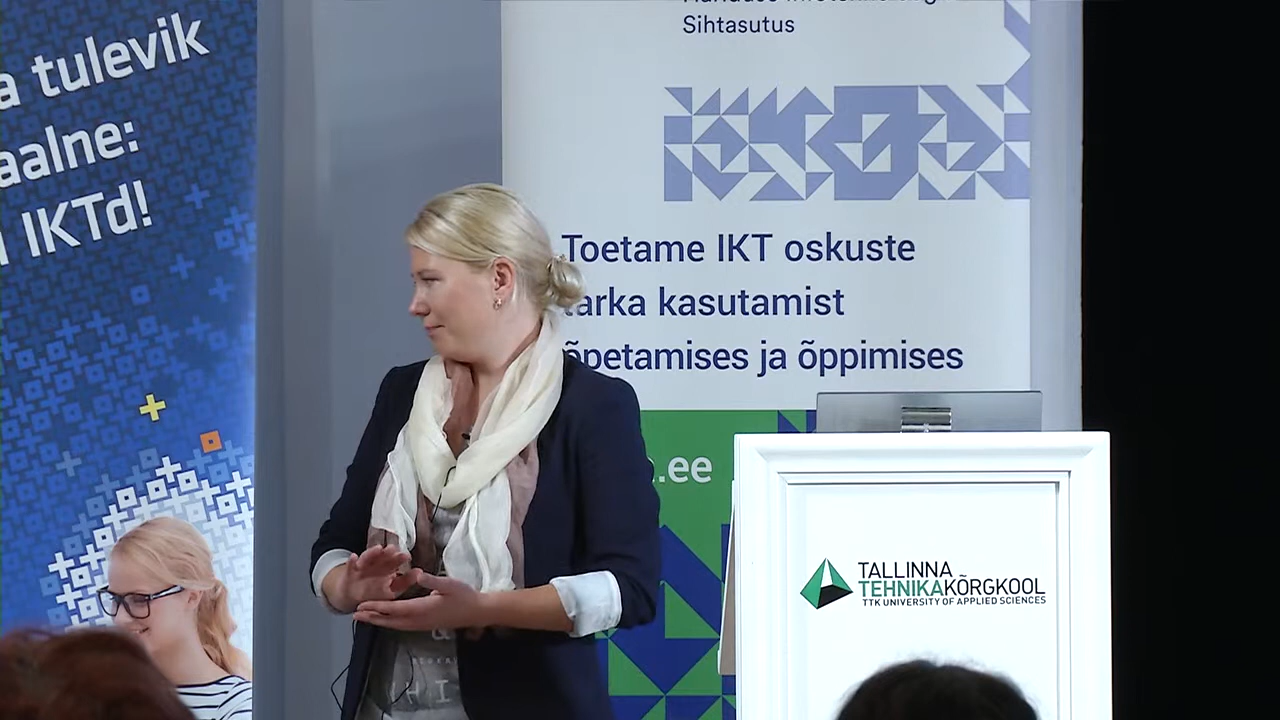 a tulevik
aalne:
IKTd!
Sihtasutus
Toetame IKT oskuste
tarka kasutamist
õpetamises ja õppimises
.ee
TALLINNA
TEHNIKAKÕRGKOOL
TTK UNIVERSITY OF APPLIED SCIENCES
&